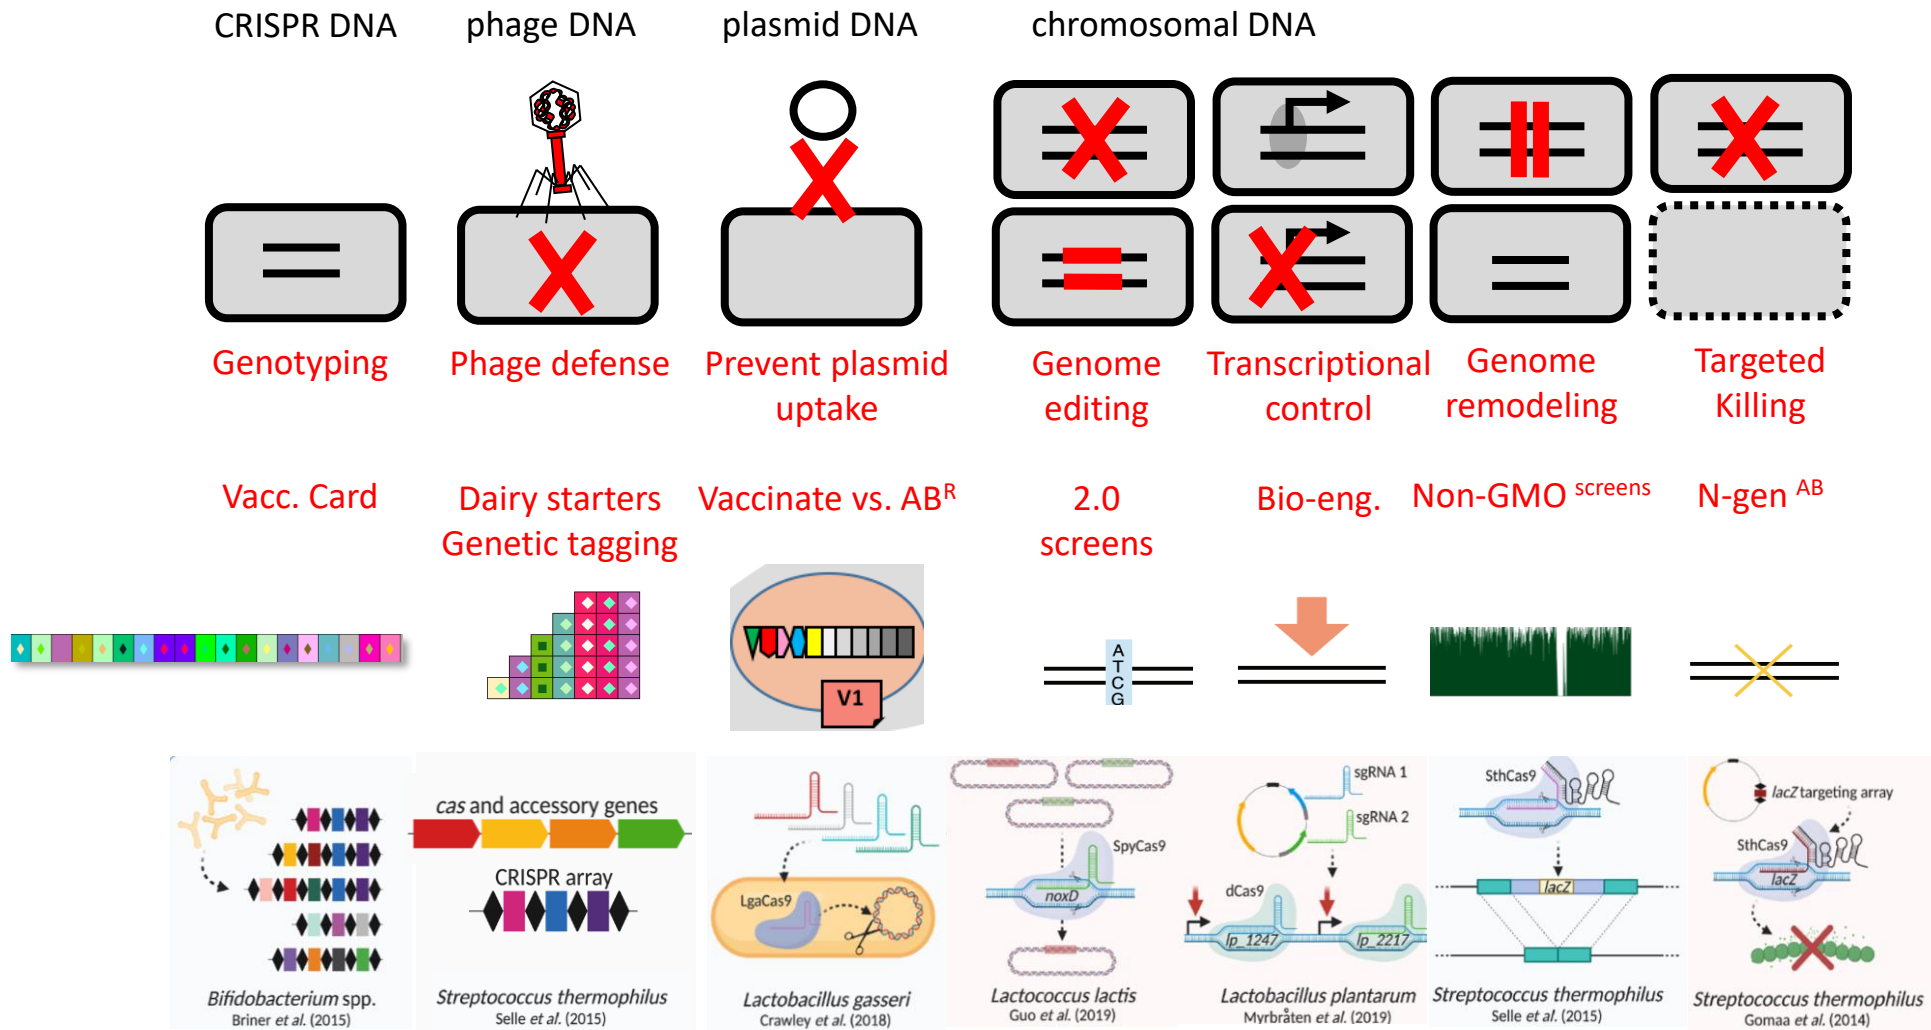 CRISPR DNA
phage DNA
plasmid DNA
chromosomal DNA
Genotyping
Phage defense
Prevent plasmid
uptake
Genome
editing
Transcriptional
control
Genome
remodeling
Targeted
Killing
Vacc. Card
Dairy starters
Genetic tagging
Vaccinate vs. ABᴿ
2.0
screens
Bio-eng.
Non-GMO screens
N-gen AB
V1
A
T
C
G
cas and accessory genes
CRISPR array
LgaCas9
SpyCas9
noxD
sgRNA 1
sgRNA 2
dCas9
lp_1247
lp_2217
SthCas9
lacZ
lacZ targeting array
SthCas9
lacZ
Bifidobacterium spp.
Briner et al. (2015)
Streptococcus thermophilus
Selle et al. (2015)
Lactobacillus gasseri
Crawley et al. (2018)
Lactococcus lactis
Guo et al. (2019)
Lactobacillus plantarum
Myrbråten et al. (2019)
Streptococcus thermophilus
Selle et al. (2015)
Streptococcus thermophilus
Gomaa et al. (2014)